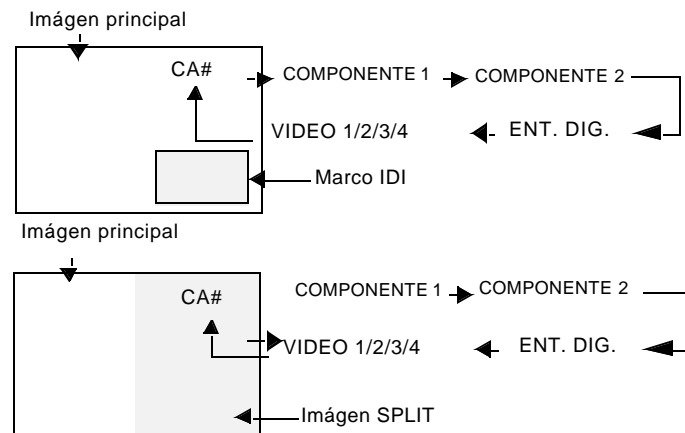 Imágen principal
CA# COMPONENTE 1 COMPONENTE 2
VIDEO 1/2/3/4 ENT. DIG.
Marco IDI
Imágen principal
CA# COMPONENTE 1 COMPONENTE 2
VIDEO 1/2/3/4 ENT. DIG.
Imágen SPLIT